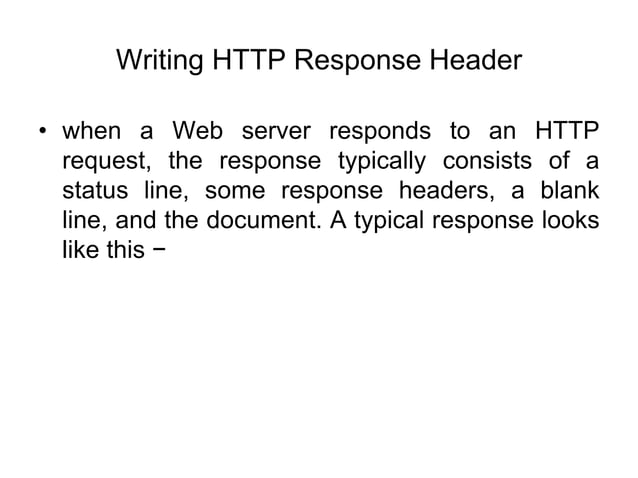 Writing HTTP Response Header
• when a Web server responds to an HTTP
request, the response typically consists of a
status line, some response headers, a blank
line, and the document. A typical response looks
like this −